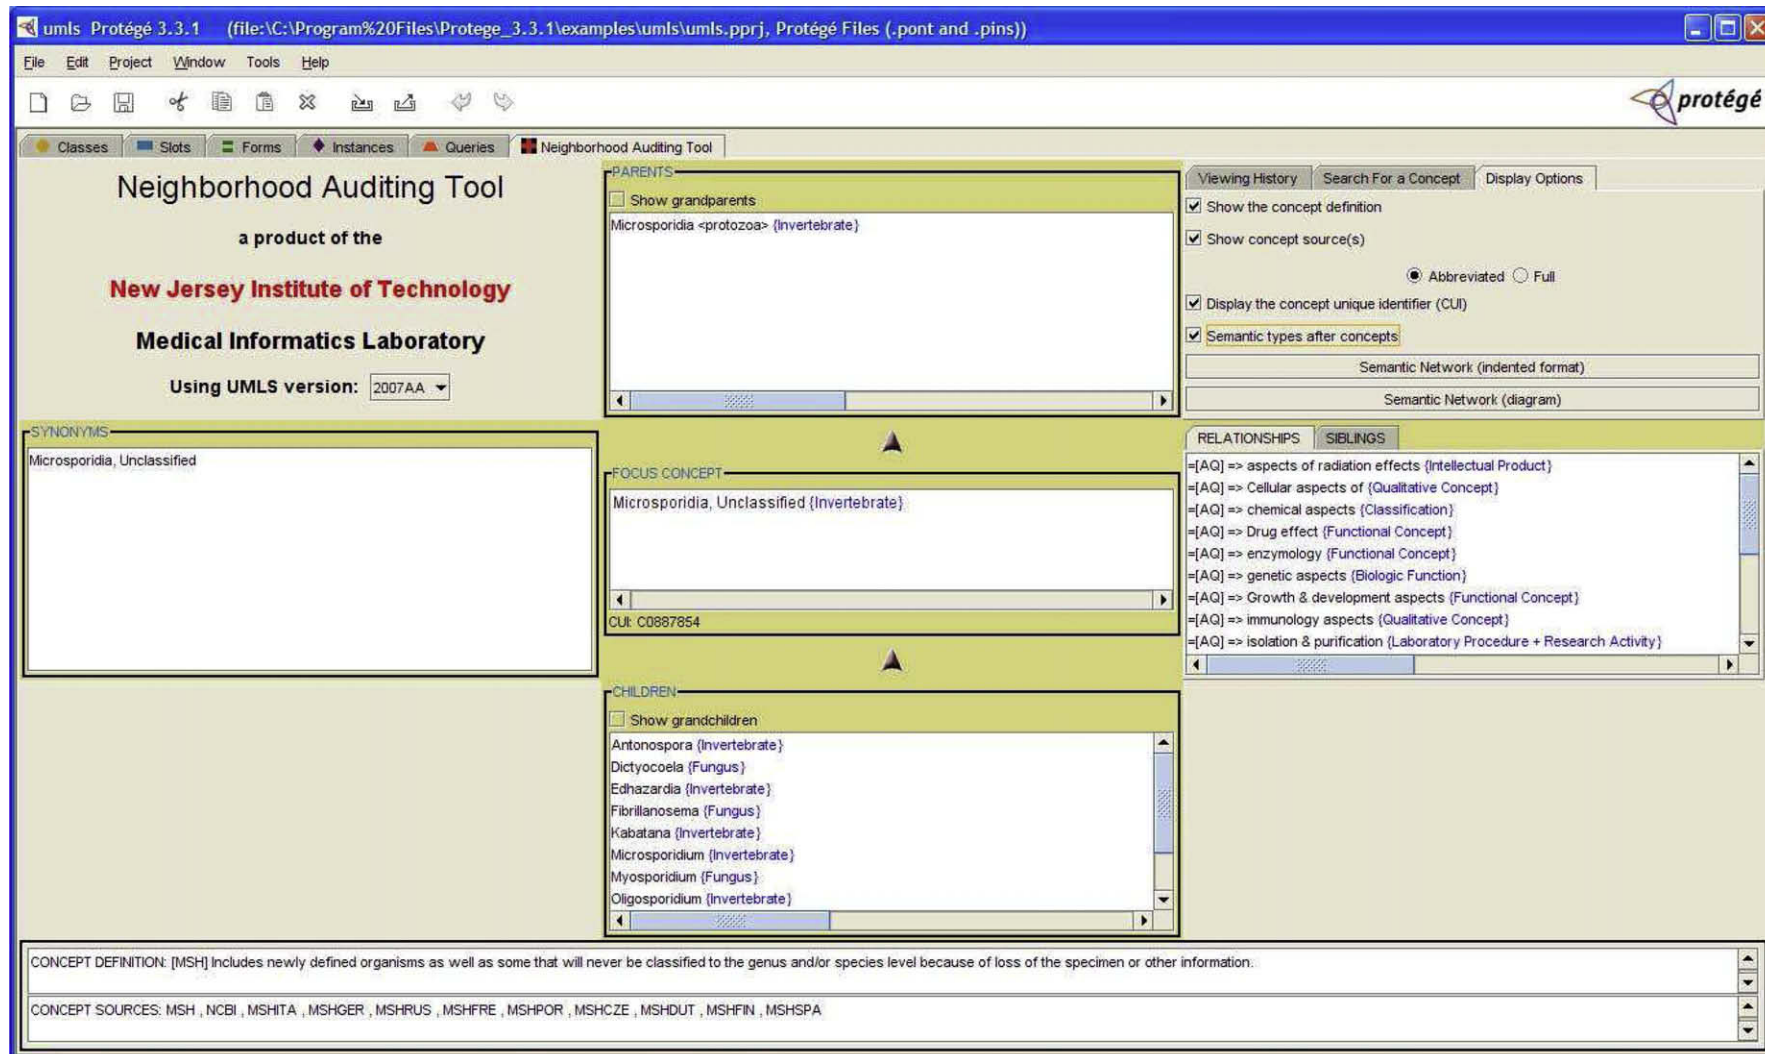 umls Protégé 3.3.1 (file:\C:\Program%20Files\Protege_3.3.1\examples\umls\umls.pprj, Protégé Files (.pont and .pins))
File Edit Project Window Tools Help
protégé
Classes Slots Forms Instances Queries Neighborhood Auditing Tool
Neighborhood Auditing Tool
a product of the
New Jersey Institute of Technology
Medical Informatics Laboratory
Using UMLS version: 2007AA
PARENTS
Show grandparents
Microsporidia <protozoa> {Invertebrate}
Viewing History Search For a Concept Display Options
Show the concept definition
Show concept source(s)
Abbreviated Full
Display the concept unique identifier (CUI)
Semantic types after concepts
Semantic Network (indented format)
Semantic Network (diagram)
SYNONYMS
Microsporidia, Unclassified
FOCUS CONCEPT
Microsporidia, Unclassified {Invertebrate}
CUI: C0887854
RELATIONSHIPS SIBLINGS
=[AQ] => aspects of radiation effects {Intellectual Product}
=[AQ] => Cellular aspects of {Qualitative Concept}
=[AQ] => chemical aspects {Classification}
=[AQ] => Drug effect {Functional Concept}
=[AQ] => enzymology {Functional Concept}
=[AQ] => genetic aspects {Biologic Function}
=[AQ] => Growth & development aspects {Functional Concept}
=[AQ] => immunology aspects {Qualitative Concept}
=[AQ] => isolation & purification {Laboratory Procedure + Research Activity}
CHILDREN
Show grandchildren
Antonospora {Invertebrate}
Dictyocoela {Fungus}
Edhazardia {Invertebrate}
Fibrillanosema {Fungus}
Kabatana {Invertebrate}
Microsporidium {Invertebrate}
Myosporidium {Fungus}
Oligosporidium {Invertebrate}
CONCEPT DEFINITION: [MSH] Includes newly defined organisms as well as some that will never be classified to the genus and/or species level because of loss of the specimen or other information.
CONCEPT SOURCES: MSH , NCBI , MSHITA , MSHGER , MSHRUS , MSHFRE , MSHPOR , MSHCZE , MSHDUT , MSHFIN , MSHSPA